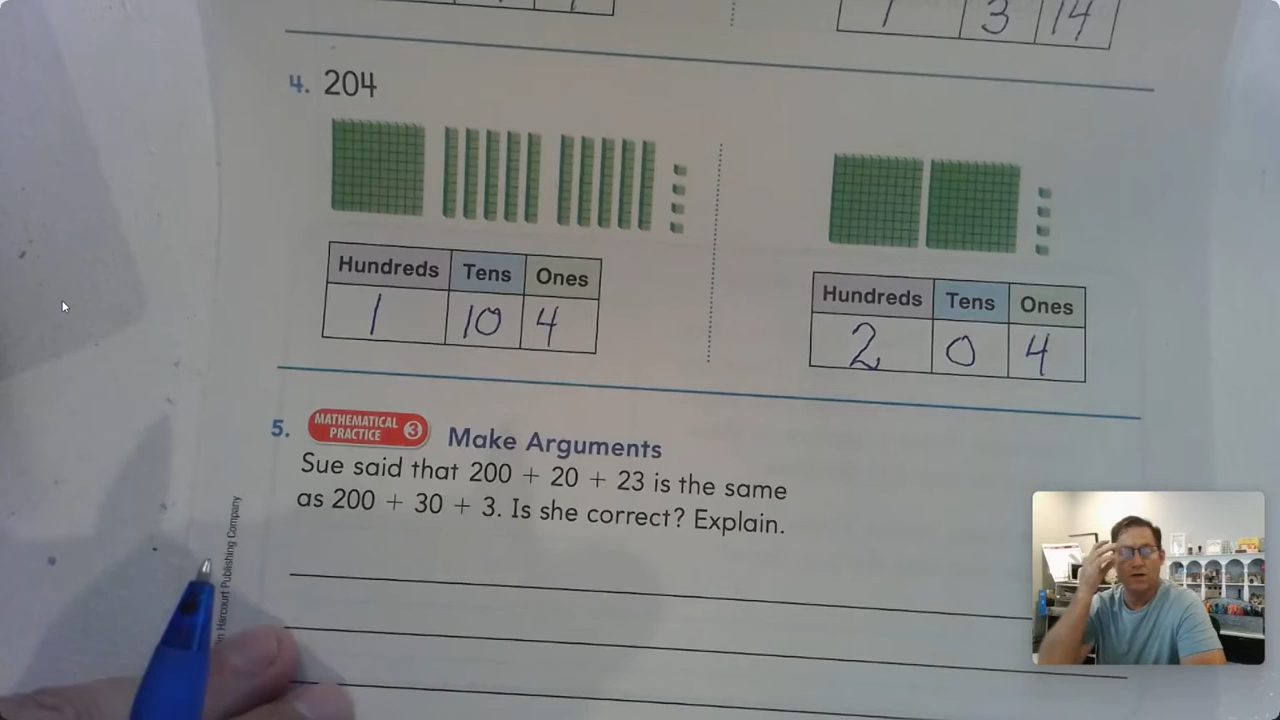 1 3 14
4. 204
Hundreds Tens Ones
1 10 4
Hundreds Tens Ones
2 0 4
5. MATHEMATICAL PRACTICE 3 Make Arguments
Sue said that 200 + 20 + 23 is the same
as 200 + 30 + 3. Is she correct? Explain.
Harcourt Publishing Company